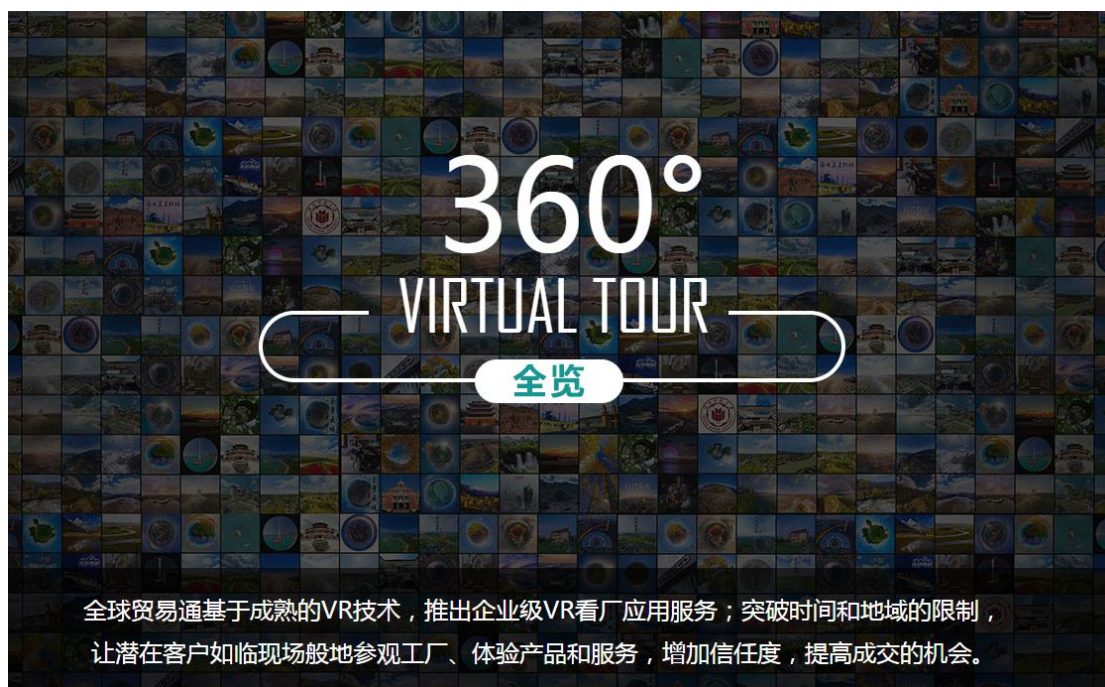 360°
VIRTUAL TOUR
全览
全球贸易通基于成熟的VR技术，推出企业级VR看厂应用服务；突破时间和地域的限制，
让潜在客户如临现场般地参观工厂、体验产品和服务，增加信任度，提高成交的机会。